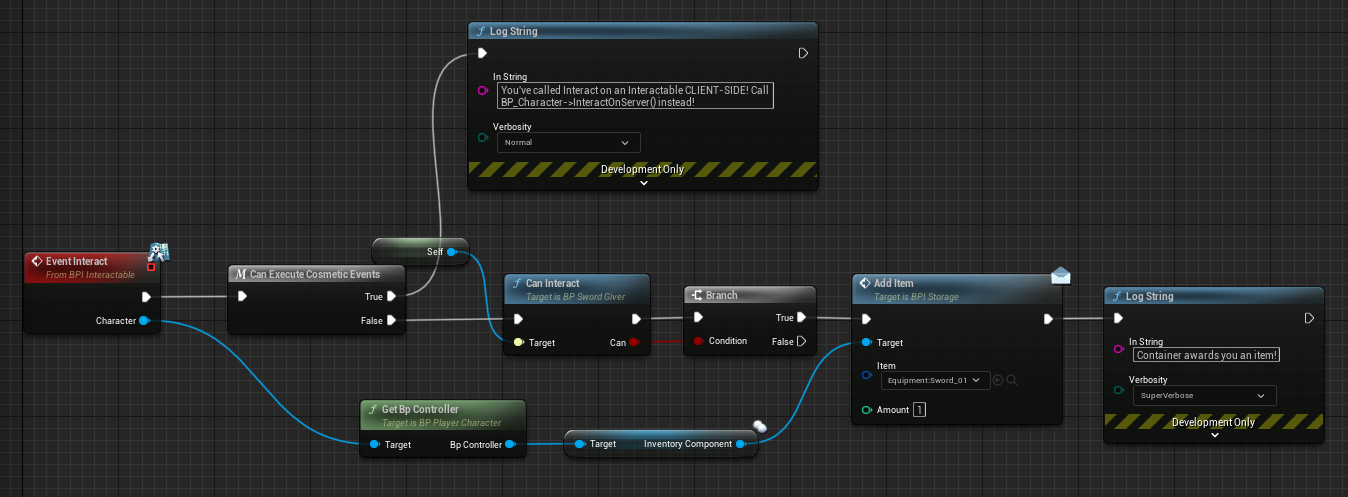 Log String
In String
You've called Interact on an Interactable CLIENT-SIDE! Call
BP_Character->InteractOnServer() instead!
Verbosity
Normal
Development Only
Event Interact
From BPI Interactable
Character
Can Execute Cosmetic Events
True
False
Self
Can Interact
Target is BP Sword Giver
Target
Can
Branch
True
Condition
False
Add Item
Target is BPI Storage
Target
Item
Equipment:Sword_01
Amount
1
Log String
In String
Container awards you an item!
Verbosity
SuperVerbose
Development Only
Get Bp Controller
Target is BP Player Character
Target
Bp Controller
Target
Inventory Component